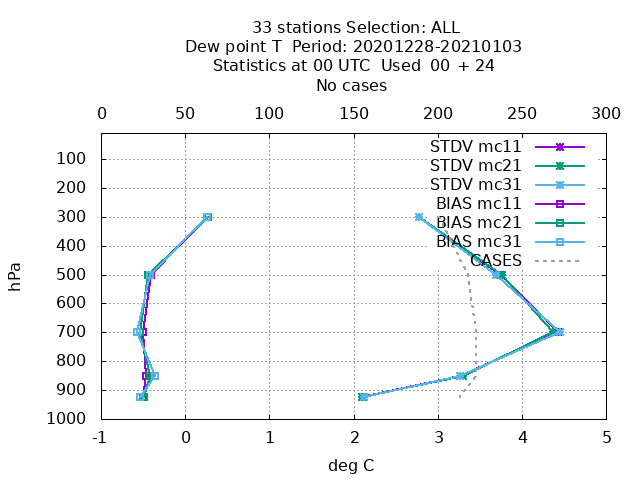 33 stations Selection: ALL
Dew point T  Period: 20201228-20210103
Statistics at 00 UTC  Used  00 + 24
No cases
0 50 100 150 200 250 300
STDV mc11
STDV mc21
STDV mc31
BIAS mc11
BIAS mc21
BIAS mc31
CASES
100
200
300
400
500
600
700
800
900
1000
hPa
-1 0 1 2 3 4 5
deg C